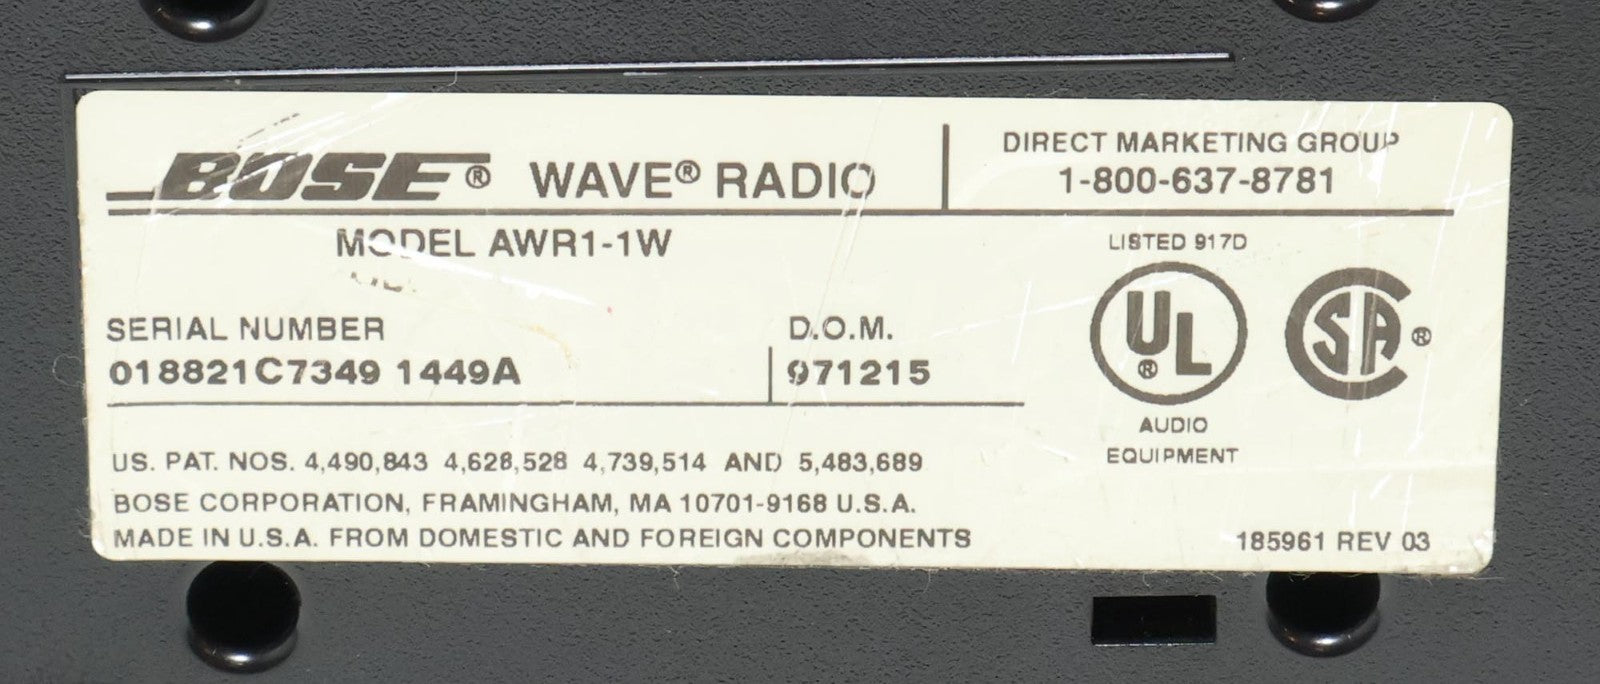 BOSE® WAVE® RADIO
DIRECT MARKETING GROUP
1-800-637-8781
MODEL AWR1-1W
LISTED 917D
SERIAL NUMBER
018821C7349 1449A
D.O.M.
971215
UL®
SA®
AUDIO
EQUIPMENT
US. PAT. NOS. 4,490,843 4,628,528 4,739,514 AND 5,483,689
BOSE CORPORATION, FRAMINGHAM, MA 10701-9168 U.S.A.
MADE IN U.S.A. FROM DOMESTIC AND FOREIGN COMPONENTS
185961 REV 03